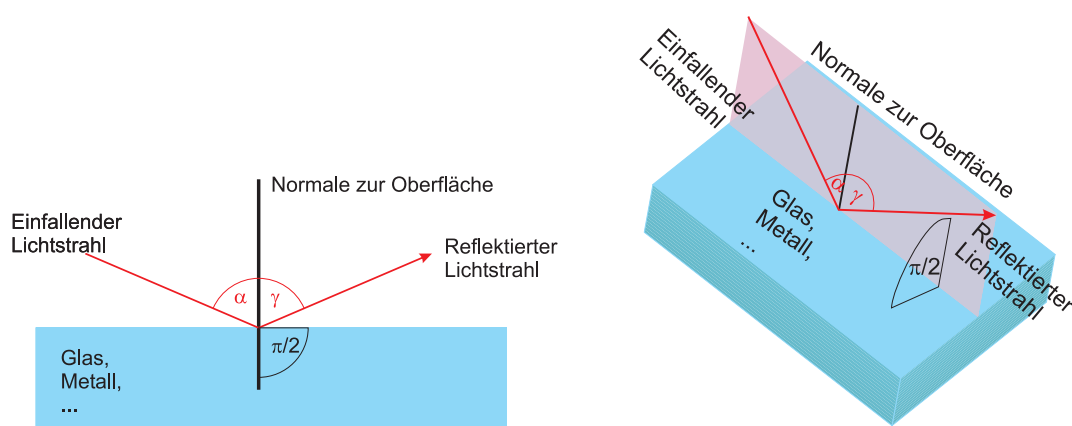 Normale zur Oberfläche
Einfallender
Lichtstrahl
Reflektierter
Lichtstrahl
α
γ
π/2
Glas,
Metall,
...
Einfallender
Lichtstrahl
Normale zur Oberfläche
α
γ
Glas,
Metall,
...
Reflektierter
Lichtstrahl
π/2